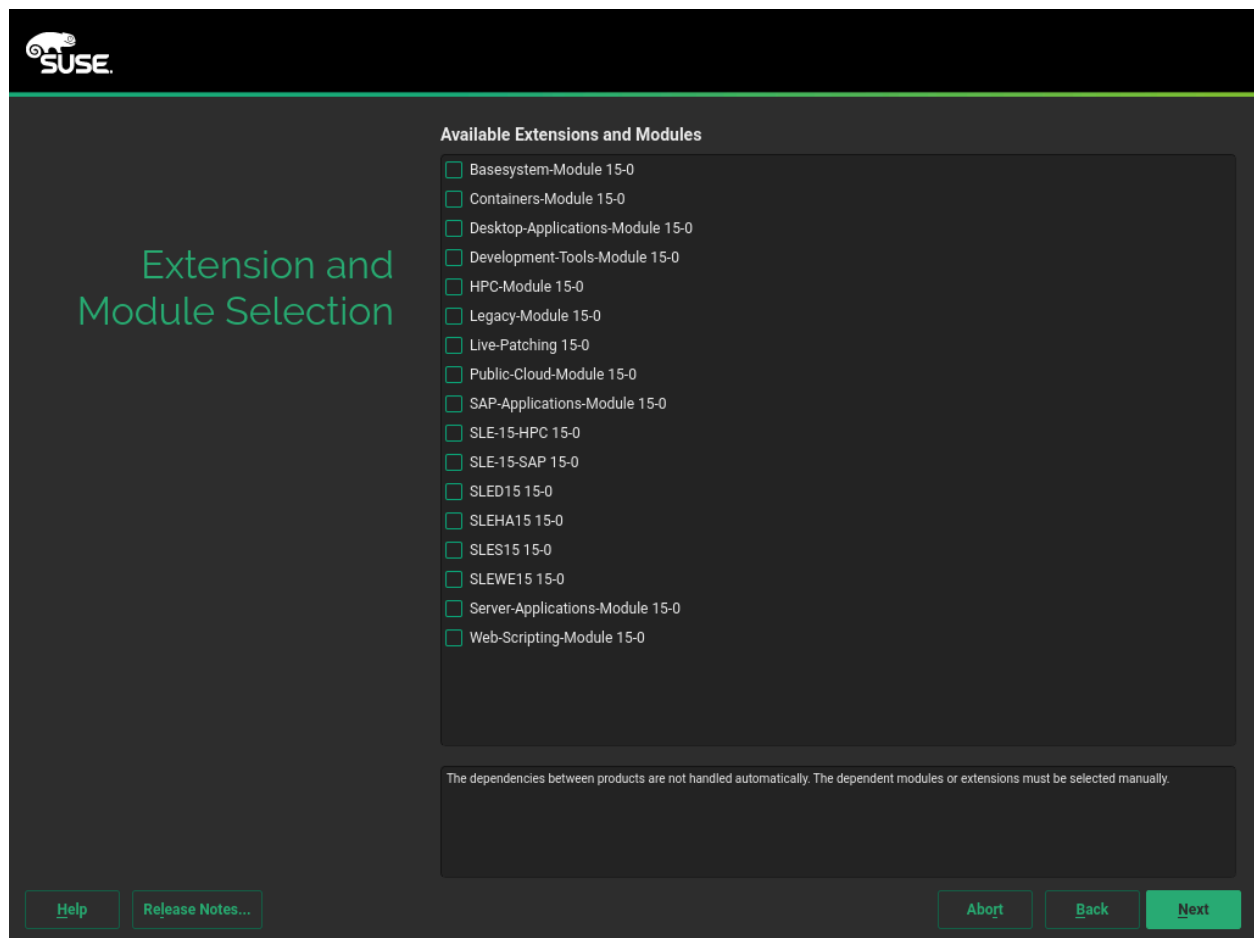 SUSE.
Extension and
Module Selection
Available Extensions and Modules
Basesystem-Module 15-0
Containers-Module 15-0
Desktop-Applications-Module 15-0
Development-Tools-Module 15-0
HPC-Module 15-0
Legacy-Module 15-0
Live-Patching 15-0
Public-Cloud-Module 15-0
SAP-Applications-Module 15-0
SLE-15-HPC 15-0
SLE-15-SAP 15-0
SLED15 15-0
SLEHA15 15-0
SLES15 15-0
SLEWE15 15-0
Server-Applications-Module 15-0
Web-Scripting-Module 15-0
The dependencies between products are not handled automatically. The dependent modules or extensions must be selected manually.
Help Release Notes... Abort Back Next